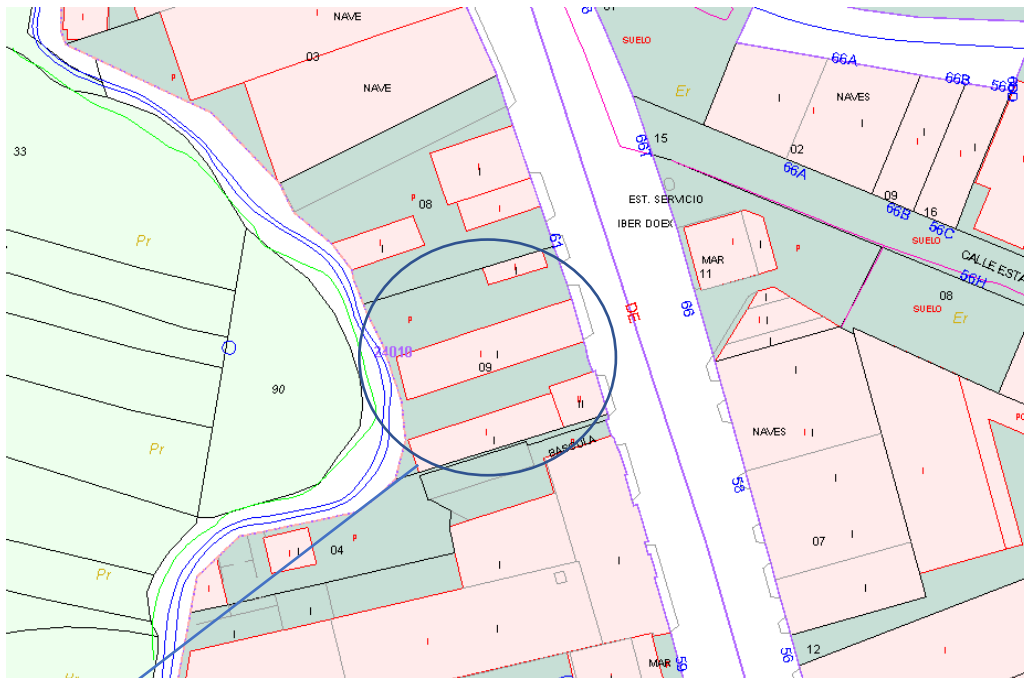 NAVE
03
NAVE
SUELO
P
Er
66A
66B
NAVES
02
33
15
66T
66A
09
66B
16
56C
SUELO
CALLE ESTA
56H
08
SUELO
Er
EST. SERVICIO
IBER DOEX
MAR
11
P
P
08
61
66
DE
Pr
P
24010
09
90
P
II
BASCULA
NAVES
58
Pr
07
04
P
Pr
12
MAR
59
56